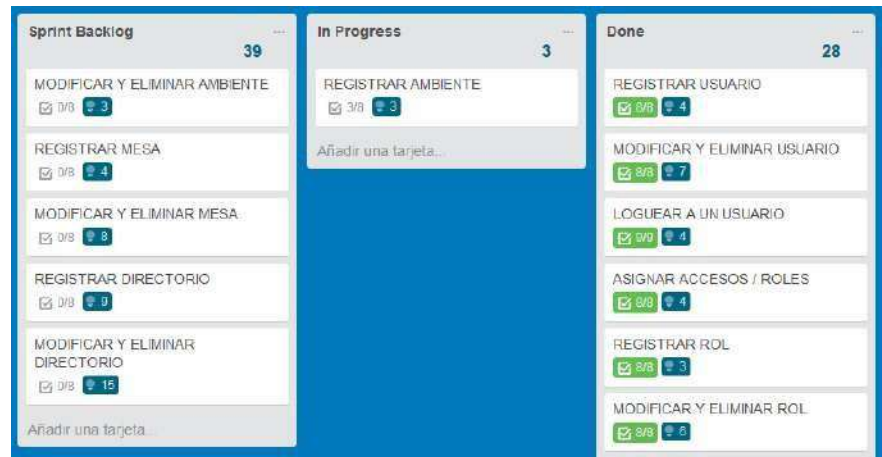 Sprint Backlog
39
MODIFICAR Y ELIMINAR AMBIENTE
0/8 3
REGISTRAR MESA
0/8 4
MODIFICAR Y ELIMINAR MESA
0/8 8
REGISTRAR DIRECTORIO
0/8 9
MODIFICAR Y ELIMINAR
DIRECTORIO
0/8 15
Añadir una tarjeta...
In Progress
3
REGISTRAR AMBIENTE
3/8 3
Añadir una tarjeta...
Done
28
REGISTRAR USUARIO
8/8 4
MODIFICAR Y ELIMINAR USUARIO
8/8 7
LOGUEAR A UN USUARIO
9/9 4
ASIGNAR ACCESOS / ROLES
8/8 4
REGISTRAR ROL
8/8 3
MODIFICAR Y ELIMINAR ROL
8/8 6